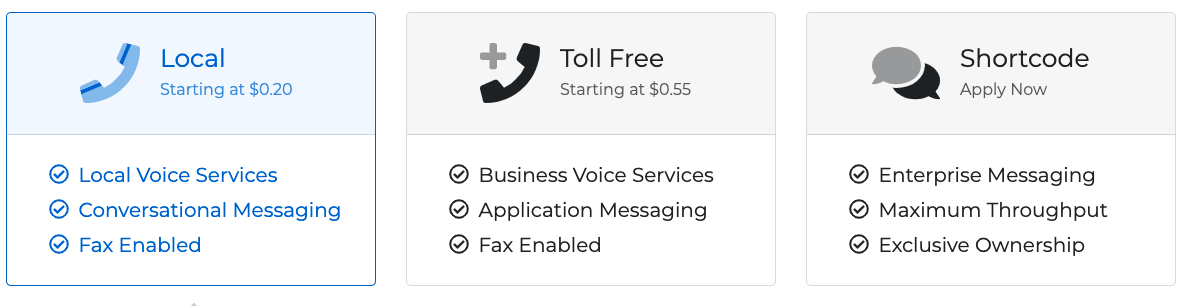 Local
Starting at $0.20
Local Voice Services
Conversational Messaging
Fax Enabled
Toll Free
Starting at $0.55
Business Voice Services
Application Messaging
Fax Enabled
Shortcode
Apply Now
Enterprise Messaging
Maximum Throughput
Exclusive Ownership